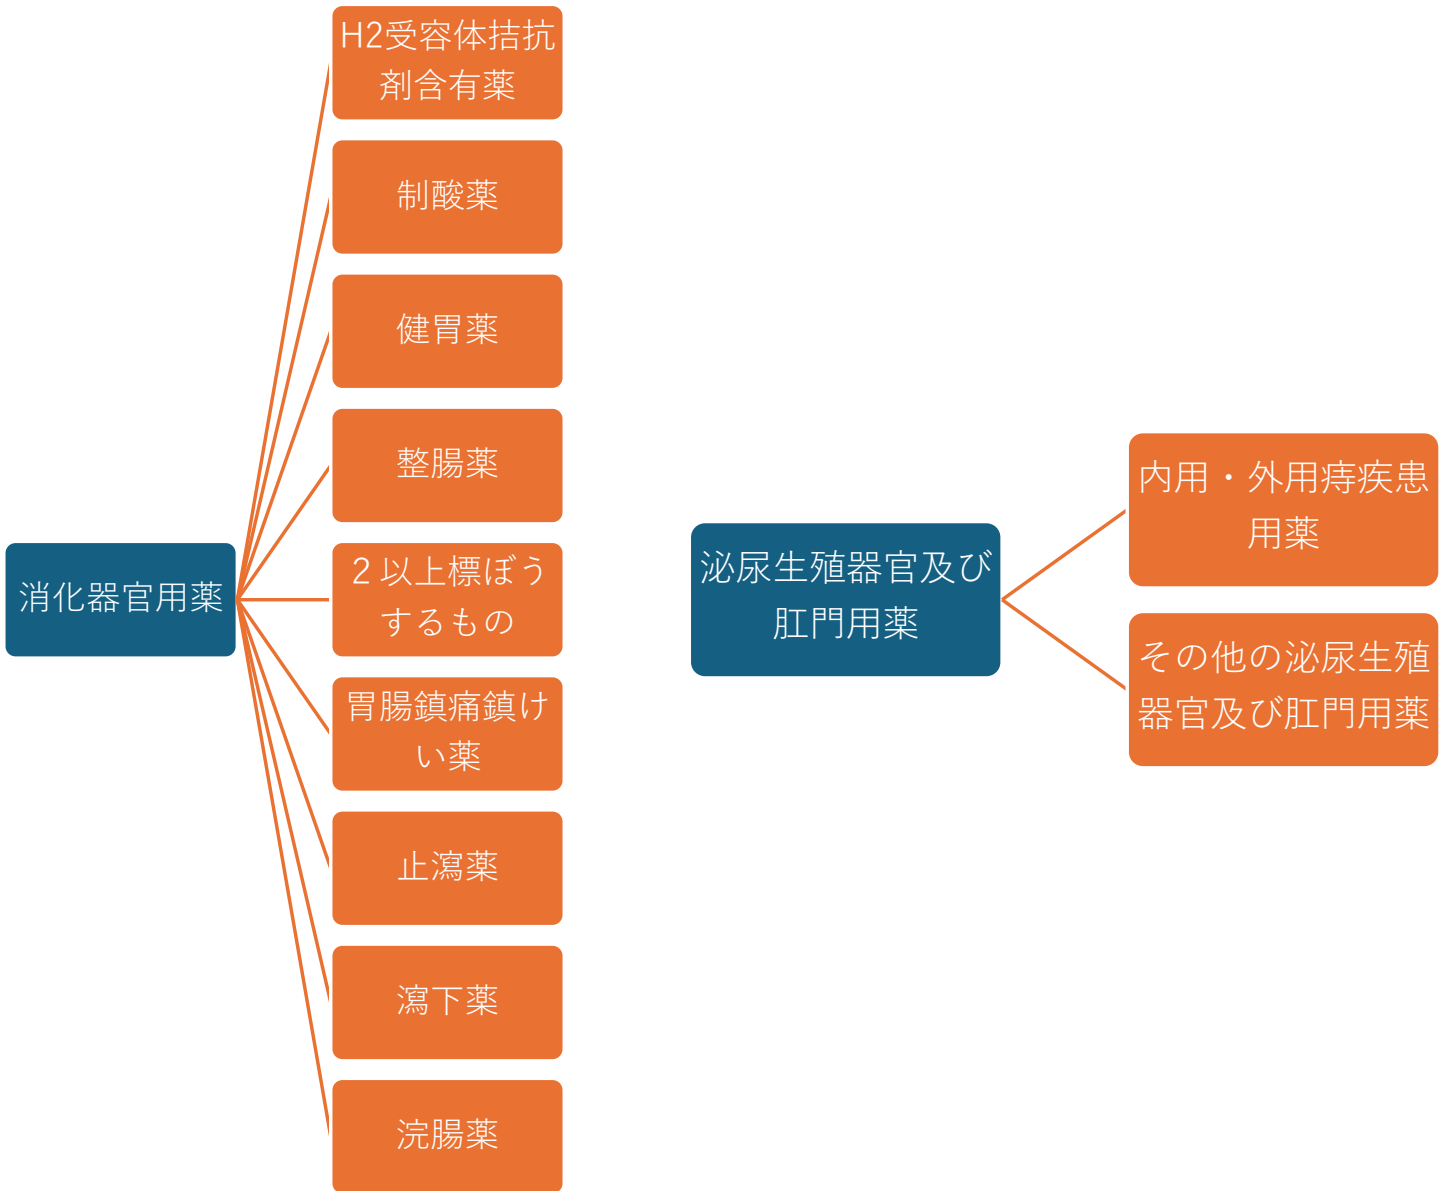 消化器官用薬
H2受容体拮抗
剤含有薬
制酸薬
健胃薬
整腸薬
２以上標ぼう
するもの
胃腸鎮痛鎮け
い薬
止瀉薬
瀉下薬
浣腸薬
泌尿生殖器官及び
肛門用薬
内用・外用痔疾患
用薬
その他の泌尿生殖
器官及び肛門用薬